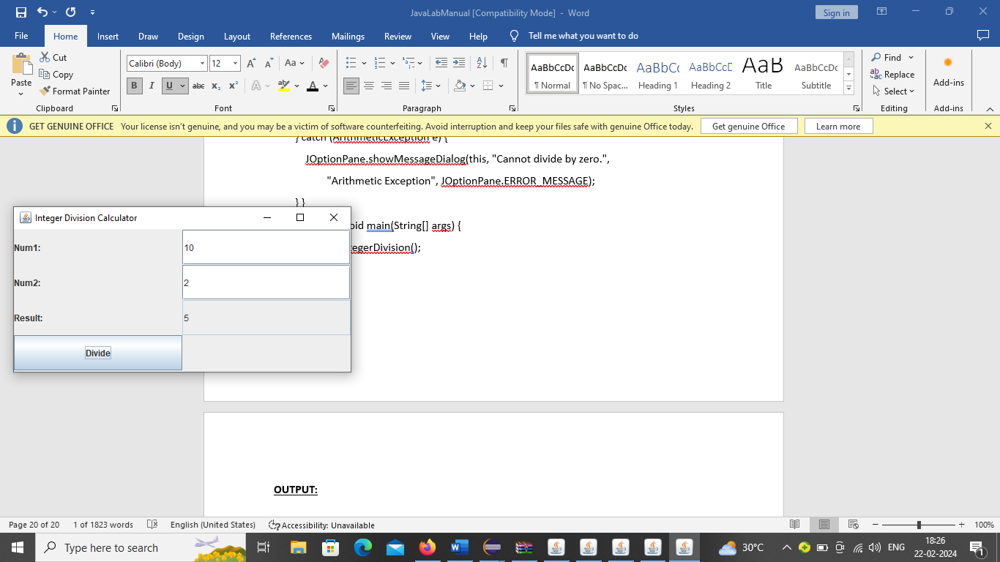 JavaLabManual [Compatibility Mode] - Word
Sign in
File Home Insert Draw Design Layout References Mailings Review View Help Tell me what you want to do
Paste
Cut
Copy
Format Painter
Clipboard
Calibri (Body) 12
Aa
B I U abc x₂ x² A ab A
Font
Paragraph
AaBbCcDc AaBbCcDc AaBbCc AaBbCcD AaB AaBbCcDc
¶ Normal ¶ No Spac... Heading 1 Heading 2 Title Subtitle
Styles
Find
Replace
Select
Editing
Add-ins
Add-ins
GET GENUINE OFFICE Your license isn't genuine, and you may be a victim of software counterfeiting. Avoid interruption and keep your files safe with genuine Office today. Get genuine Office Learn more
} catch (ArithmeticException e) {
JOptionPane.showMessageDialog(this, "Cannot divide by zero.",
"Arithmetic Exception", JOptionPane.ERROR_MESSAGE);
} }
oid main(String[] args) {
tegerDivision();
Integer Division Calculator
Num1: 10
Num2: 2
Result: 5
Divide
OUTPUT:
Page 20 of 20 1 of 1823 words English (United States) Accessibility: Unavailable 100%
Type here to search
30°C ENG 18:26
22-02-2024
1